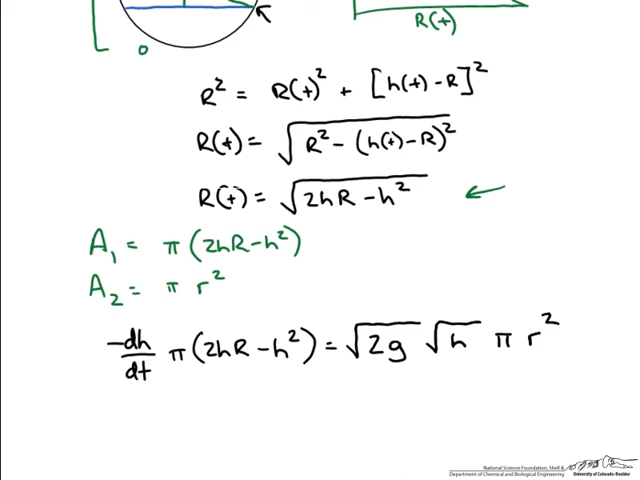 0
R(t)
R² = R(t)² + [h(t) - R]²
R(t) = √(R² - (h(t) - R)²)
R(t) = √(2hR - h²)
A₁ = π(2hR - h²)
A₂ = π r²
-dh/dt π(2hR - h²) = √2g √h π r²
National Science Foundation, Shell &
Department of Chemical and Biological Engineering
University of Colorado-Boulder